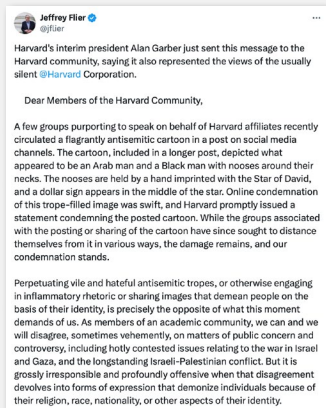 Jeffrey Flier
@jflier
Harvard's interim president Alan Garber just sent this message to the
Harvard community, saying it also represented the views of the usually
silent @Harvard Corporation.
Dear Members of the Harvard Community,
A few groups purporting to speak on behalf of Harvard affiliates recently
circulated a flagrantly antisemitic cartoon in a post on social media
channels. The cartoon, included in a longer post, depicted what
appeared to be an Arab man and a Black man with nooses around their
necks. The nooses are held by a hand imprinted with the Star of David,
and a dollar sign appears in the middle of the star. Online condemnation
of this trope-filled image was swift, and Harvard promptly issued a
statement condemning the posted cartoon. While the groups associated
with the posting or sharing of the cartoon have since sought to distance
themselves from it in various ways, the damage remains, and our
condemnation stands.
Perpetuating vile and hateful antisemitic tropes, or otherwise engaging
in inflammatory rhetoric or sharing images that demean people on the
basis of their identity, is precisely the opposite of what this moment
demands of us. As members of an academic community, we can and we
will disagree, sometimes vehemently, on matters of public concern and
controversy, including hotly contested issues relating to the war in Israel
and Gaza, and the longstanding Israeli-Palestinian conflict. But it is
grossly irresponsible and profoundly offensive when that disagreement
devolves into forms of expression that demonize individuals because of
their religion, race, nationality, or other aspects of their identity.